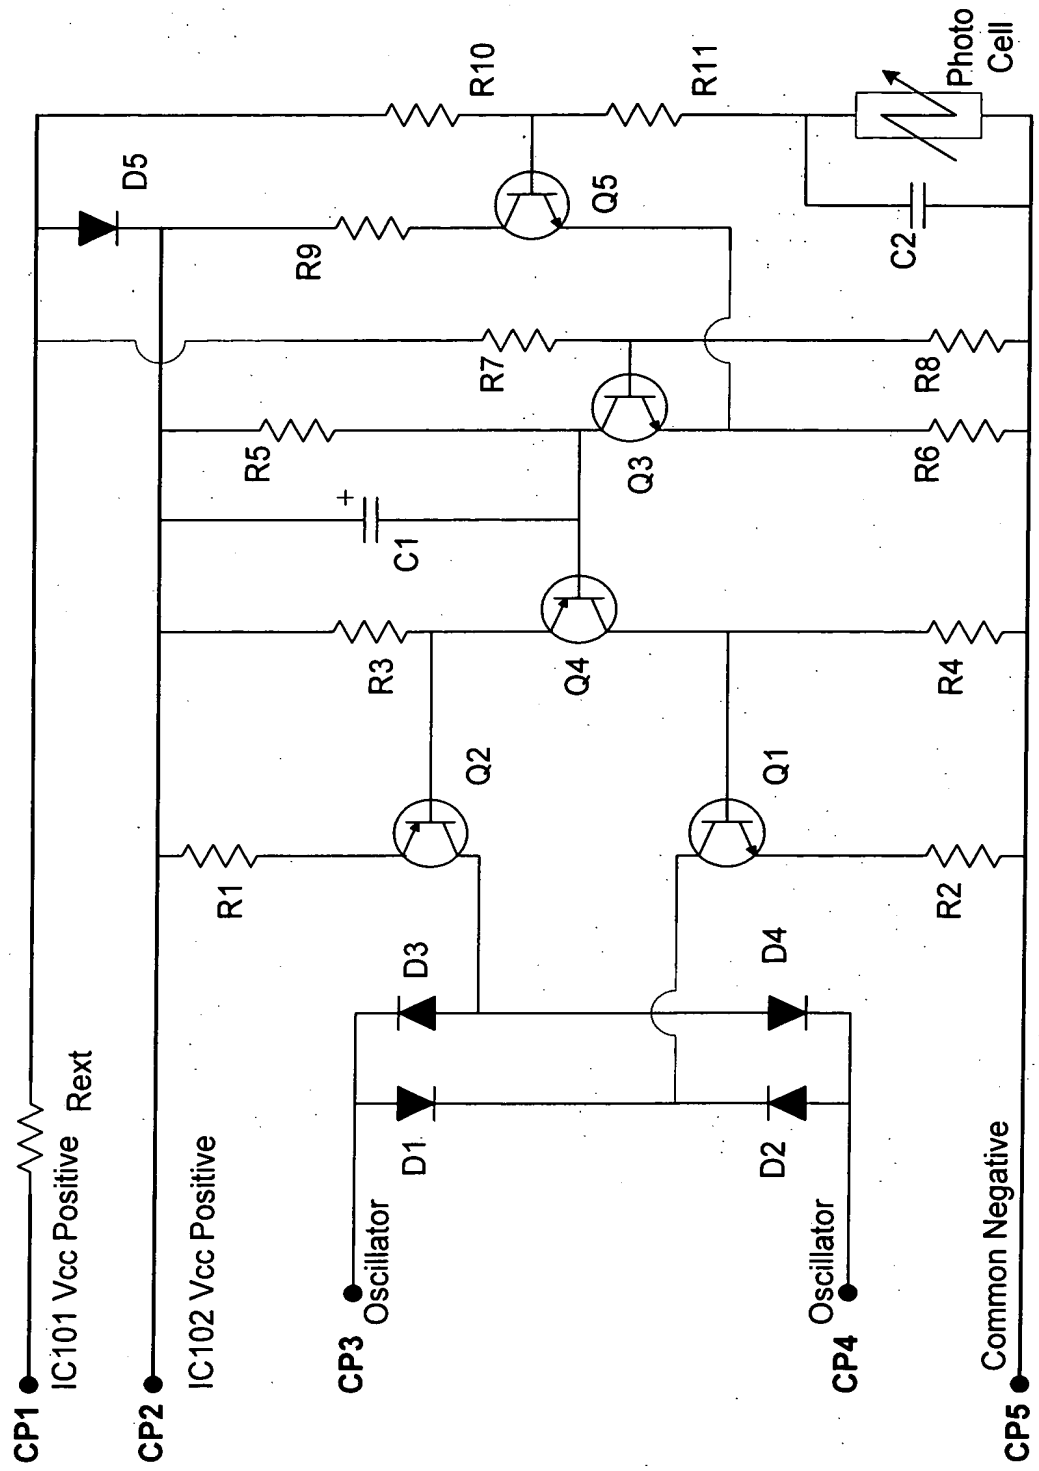 CP1
IC101 Vcc Positive
Rext
CP2
IC102 Vcc Positive
CP3
Oscillator
CP4
Oscillator
CP5
Common Negative
D1
D3
D2
D4
R1
Q2
Q1
R2
R3
Q4
R4
+
C1
R5
Q3
R6
R7
R8
R9
D5
Q5
C2
R10
R11
Photo
Cell